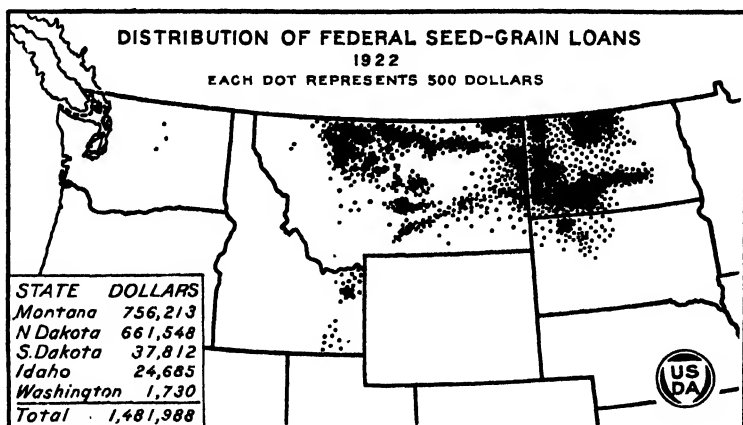 DISTRIBUTION OF FEDERAL SEED-GRAIN LOANS
1922
EACH DOT REPRESENTS 500 DOLLARS
STATE DOLLARS
Montana 756,213
N Dakota 661,548
S. Dakota 37,812
Idaho 24,685
Washington 1,730
Total 1,481,988
US
DA